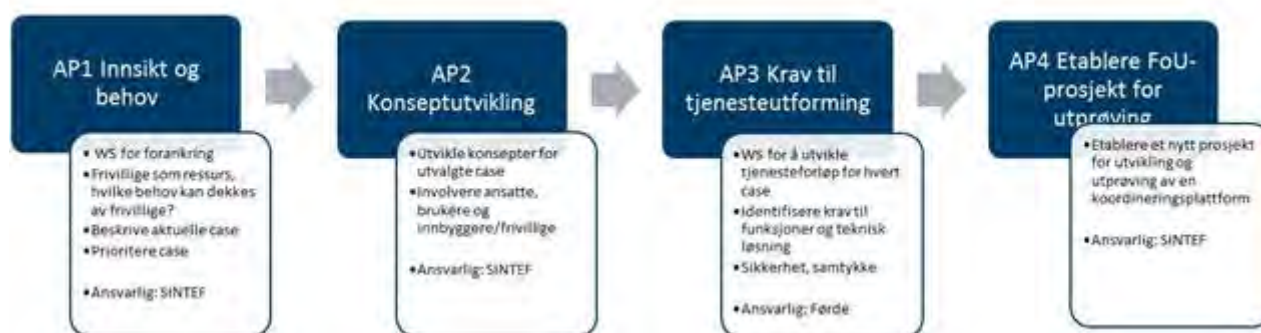 AP1 Innsikt og
behov
• WS for forankring
• Frivillige som ressurs,
hvilke behov kan dekkes
av frivillige?
• Beskrive aktuelle case
• Prioritere case
• Ansvarlig: SINTEF
AP2
Konseptutvikling
• Utvikle konsepter for
utvalgte case
• Involvere ansatte,
brukere og
innbyggere/frivillige
• Ansvarlig: SINTEF
AP3 Krav til
tjenesteutforming
• WS for å utvikle
tjenesteforløp for hvert
case
• Identifisere krav til
funksjoner og teknisk
løsning
• Sikkerhet, samtykke
• Ansvarlig: Førde
AP4 Etablere FoU-
prosjekt for
utprøving
• Etablere et nytt prosjekt
for utvikling og
utprøving av en
koordineringsplattform
• Ansvarlig: SINTEF